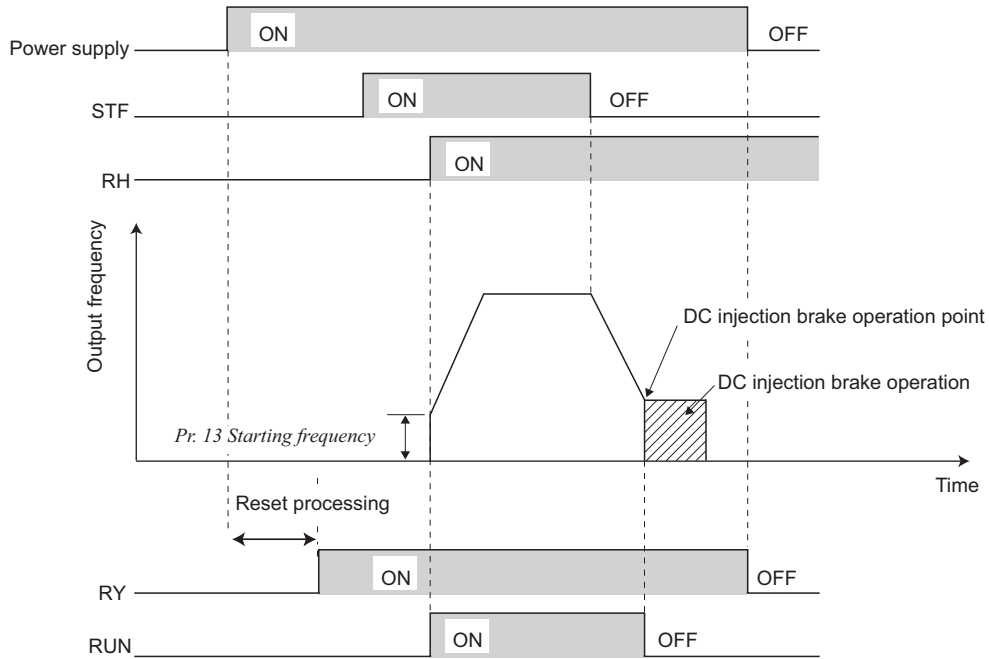 Power supply
ON
OFF
STF
ON
OFF
RH
ON
Output frequency
DC injection brake operation point
DC injection brake operation
Pr. 13 Starting frequency
Time
Reset processing
RY
ON
OFF
RUN
ON
OFF